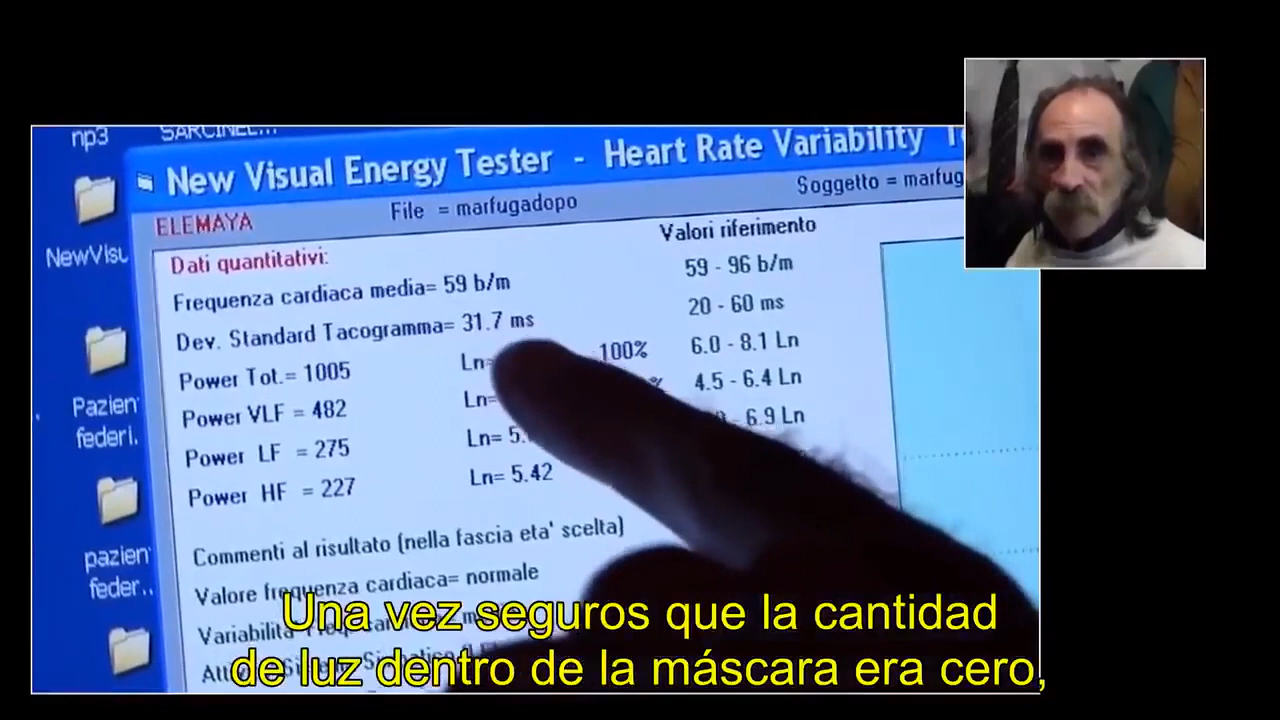 np3
SARCINEL...
New Visual Energy Tester - Heart Rate Variability
ELEMAYA
File = marfugadopo
Soggetto = marfug
Dati quantitativi:
Valori riferimento
NewVisu
Frequenza cardiaca media= 59 b/m
59 - 96 b/m
Dev. Standard Tacogramma= 31.7 ms
20 - 60 ms
Power Tot.= 1005
Ln=
100%
6.0 - 8.1 Ln
Power VLF = 482
Ln=
%
4.5 - 6.4 Ln
Pazien
federi.
Power LF = 275
Ln= 5.
- 6.9 Ln
Power HF = 227
Ln= 5.42
Commenti al risultato (nella fascia eta' scelta)
pazien
feder..
Valore frequenza cardiaca= normale
Una vez seguros que la cantidad
de luz dentro de la máscara era cero,